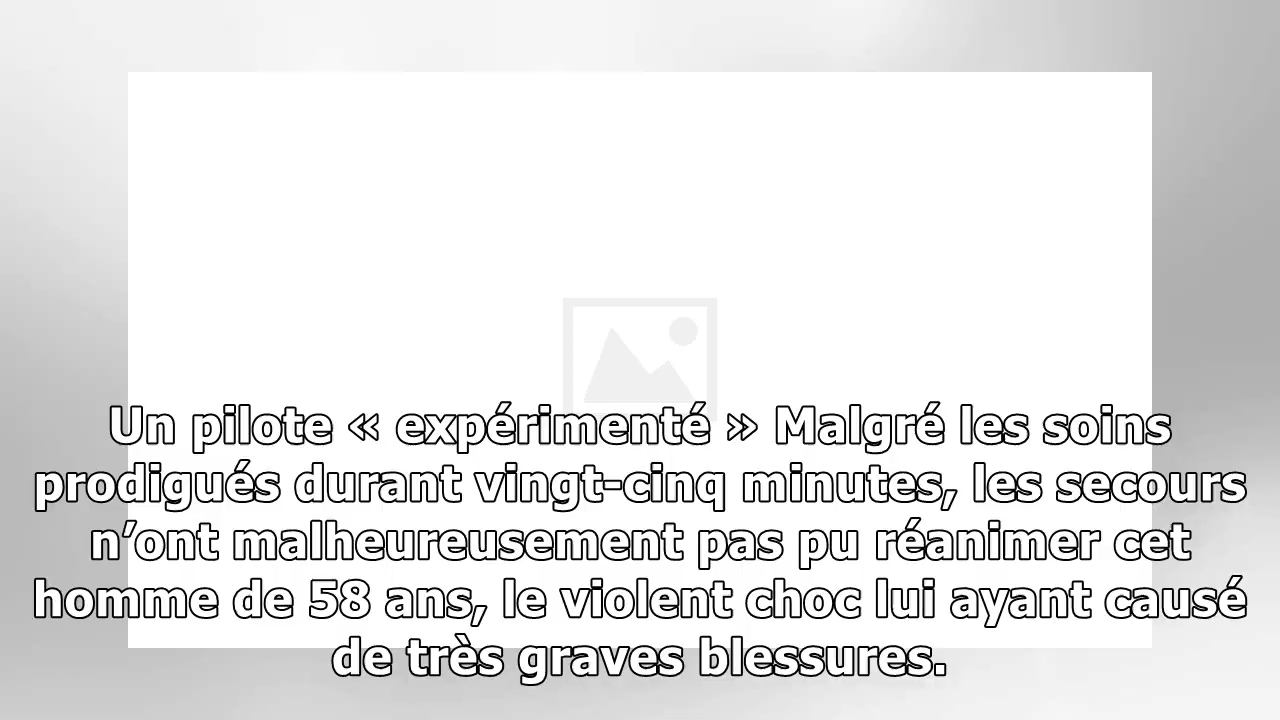 Un pilote « expérimenté » Malgré les soins
prodigués durant vingt-cinq minutes, les secours
n’ont malheureusement pas pu réanimer cet
homme de 58 ans, le violent choc lui ayant causé
de très graves blessures.